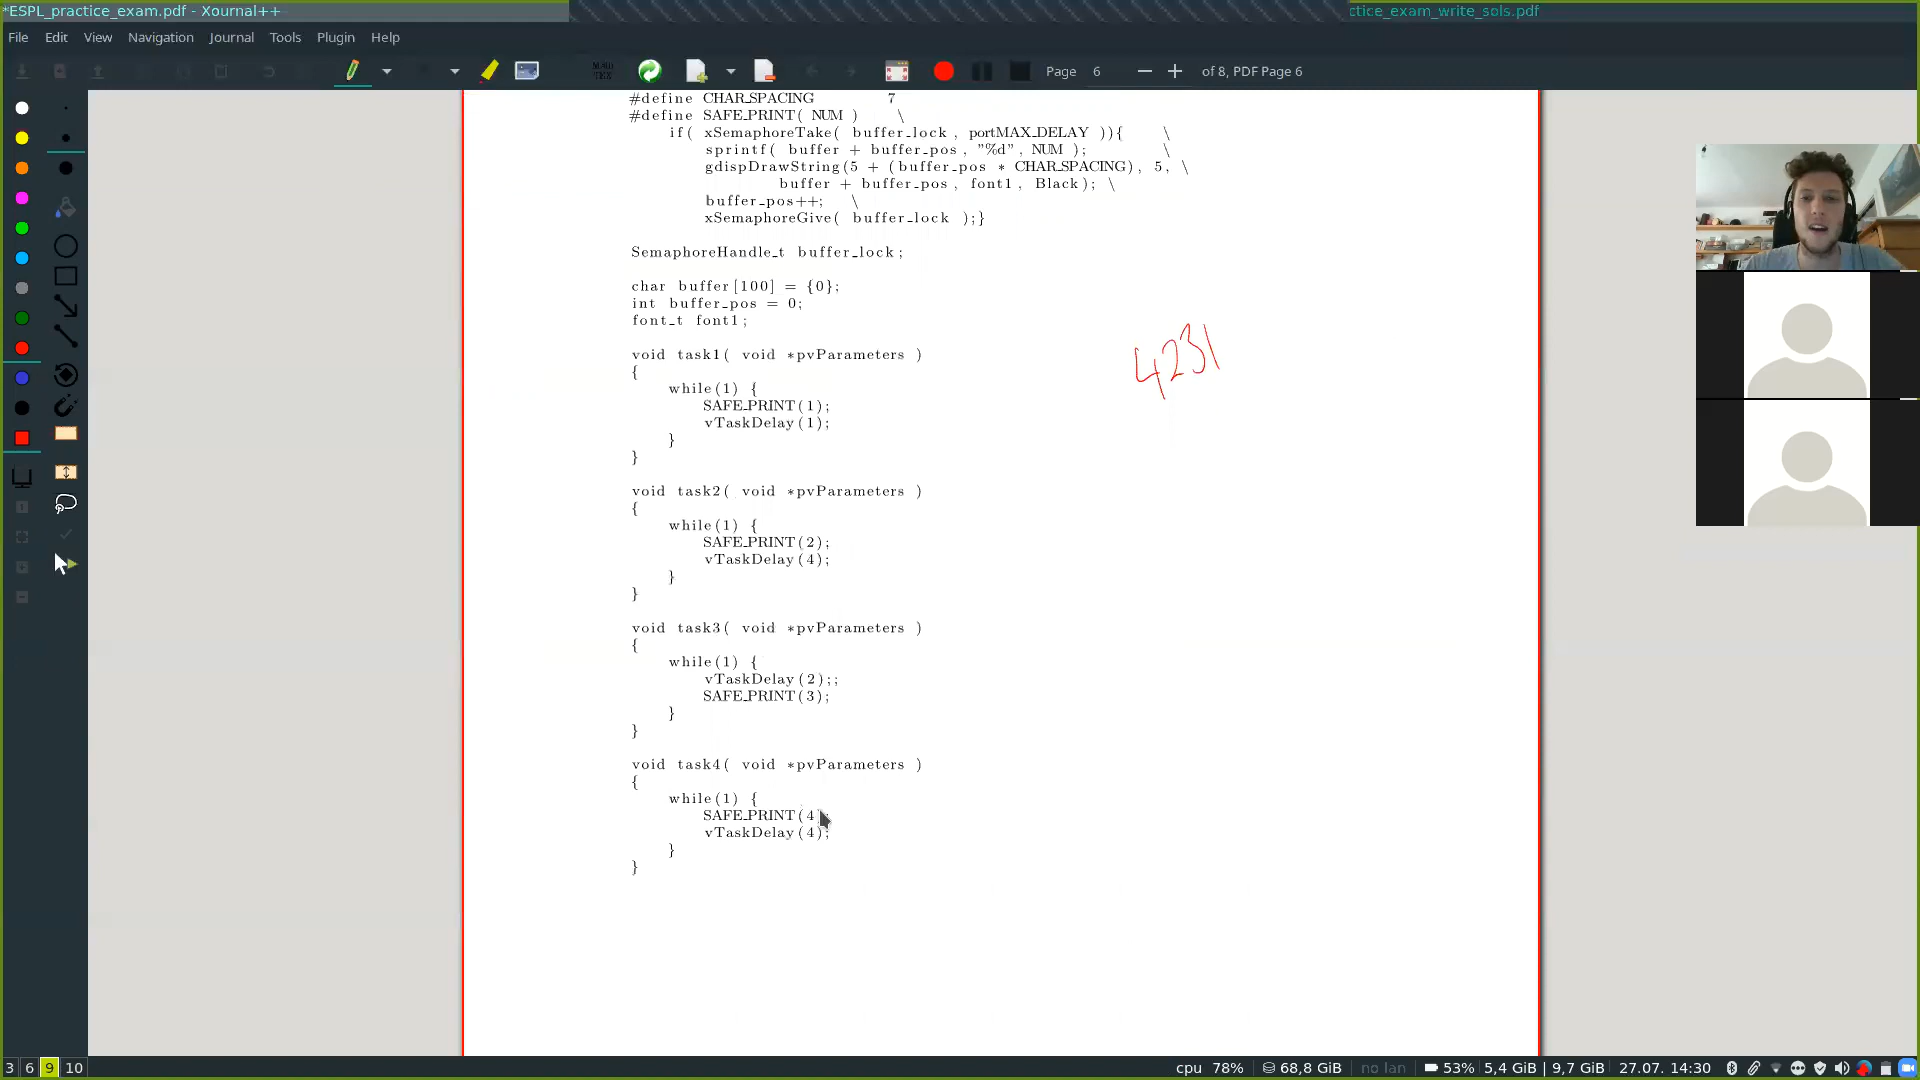 *ESPL_practice_exam.pdf - Xournal++
ctice_exam_write_sols.pdf
File Edit View Navigation Journal Tools Plugin Help
Page 6 of 8, PDF Page 6
#define CHAR_SPACING 7
#define SAFE_PRINT( NUM ) \
if( xSemaphoreTake( buffer_lock , portMAX_DELAY )){ \
sprintf( buffer + buffer_pos , "%d" , NUM ); \
gdispDrawString(5 + (buffer_pos * CHAR_SPACING), 5, \
buffer + buffer_pos , font1 , Black); \
buffer_pos++; \
xSemaphoreGive( buffer_lock );}
SemaphoreHandle_t buffer_lock;
char buffer[100] = {0};
int buffer_pos = 0;
font_t font1;
4231
void task1( void *pvParameters )
{
while(1) {
SAFE_PRINT(1);
vTaskDelay(1);
}
}
void task2( void *pvParameters )
{
while(1) {
SAFE_PRINT(2);
vTaskDelay(4);
}
}
void task3( void *pvParameters )
{
while(1) {
vTaskDelay(2);;
SAFE_PRINT(3);
}
}
void task4( void *pvParameters )
{
while(1) {
SAFE_PRINT(4);
vTaskDelay(4);
}
}
3 6 9 10
cpu 78% 68,8 GiB no lan 53% 5,4 GiB | 9,7 GiB 27.07. 14:30